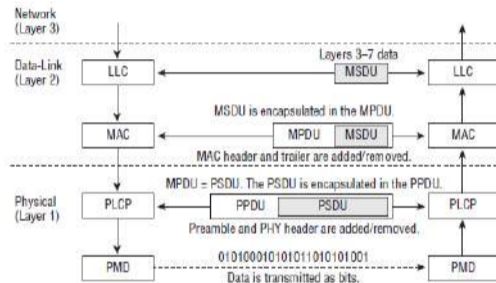 Network
(Layer 3)
Layers 3–7 data
Data-Link
(Layer 2)
LLC
MSDU
LLC
MSDU is encapsulated in the MPDU.
MAC
MPDU
MSDU
MAC
MAC header and trailer are added/removed.
MPDU = PSDU. The PSDU is encapsulated in the PPDU.
Physical
(Layer 1)
PLCP
PPDU
PSDU
PLCP
Preamble and PHY header are added/removed.
PMD
010100010101011010101001
PMD
Data is transmitted as bits.